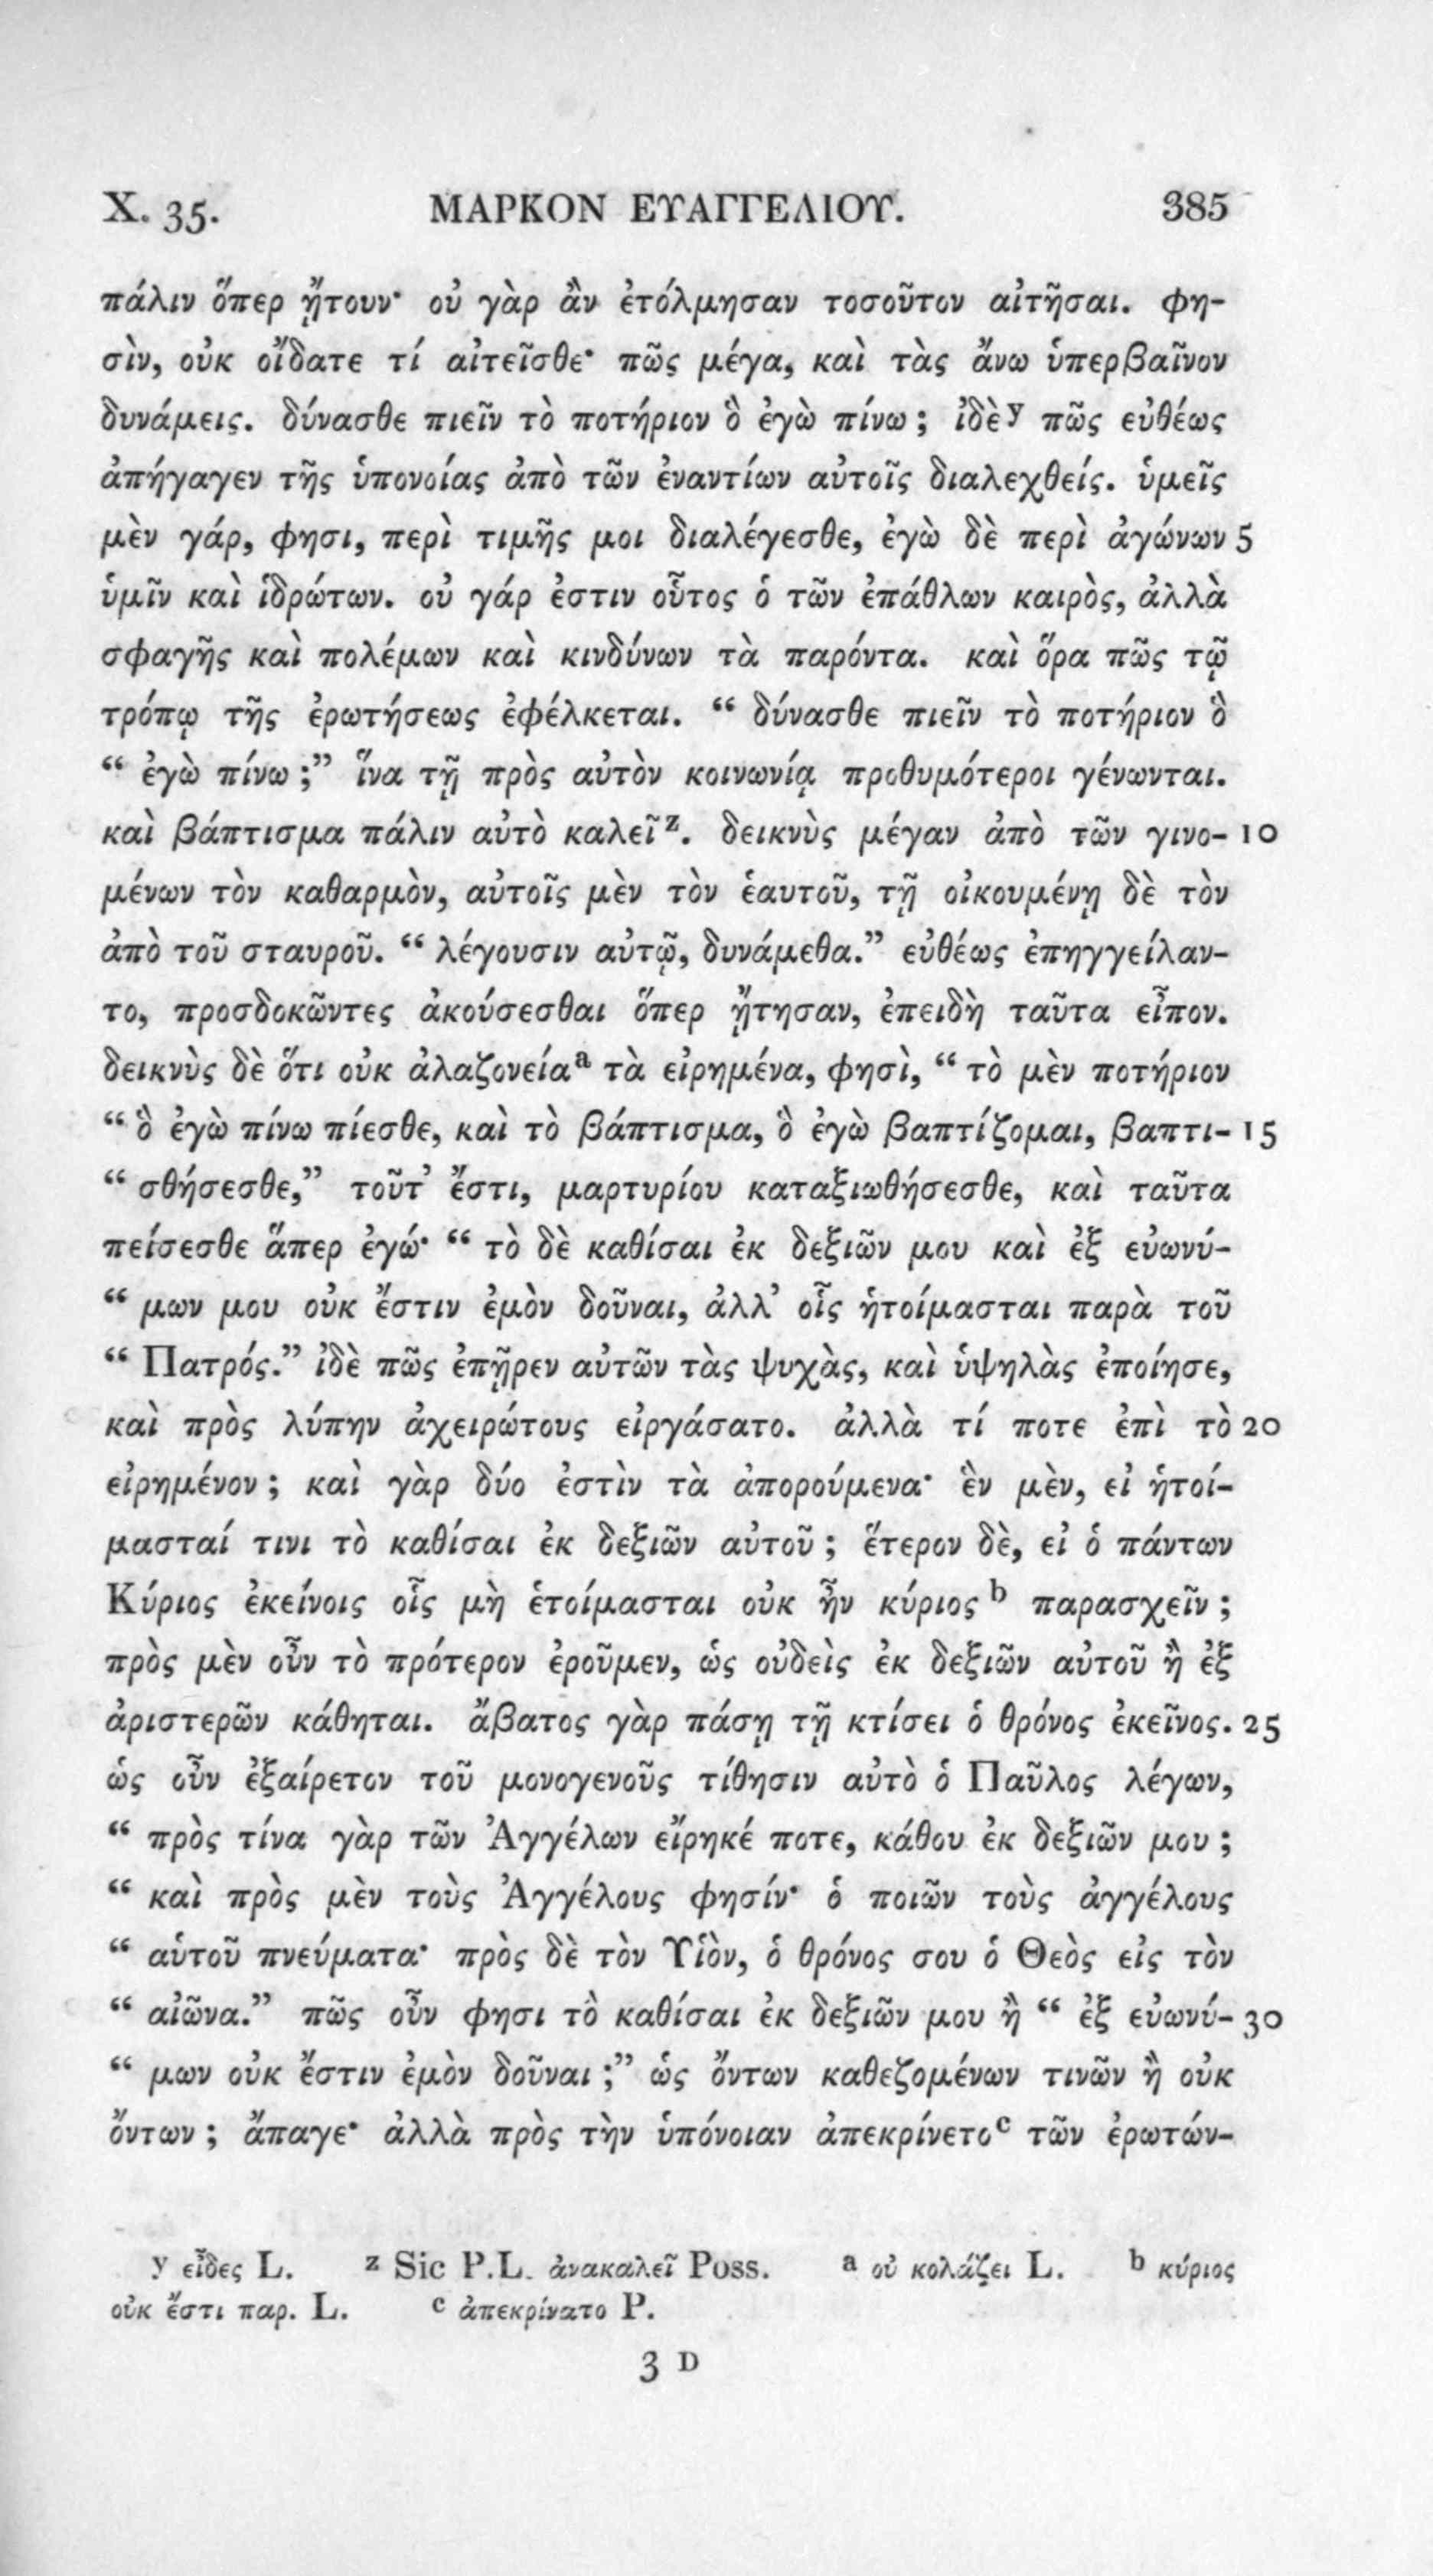 X. 35. ΜΑΡΚΟΝ ΕΥΑΓΓΕΛΙΟΥ. 385
πάλιν ὅπερ ᾔτουν· οὐ γὰρ ἂν ἐτόλμησαν τοσοῦτον αἰτῆσαι. φη-
σὶν, οὐκ οἴδατε τί αἰτεῖσθε· πῶς μέγα, καὶ τὰς ἄνω ὑπερβαῖνον
δυνάμεις. δύνασθε πιεῖν τὸ ποτήριον ὃ ἐγὼ πίνω ; ἰδὲ y πῶς εὐθέως
ἀπήγαγεν τῆς ὑπονοίας ἀπὸ τῶν ἐναντίων αὐτοῖς διαλεχθείς. ὑμεῖς
μὲν γάρ, φησι, περὶ τιμῆς μοι διαλέγεσθε, ἐγὼ δὲ περὶ ἀγώνων 5
ὑμῖν καὶ ἱδρώτων. οὐ γάρ ἐστιν οὗτος ὁ τῶν ἐπάθλων καιρὸς, ἀλλὰ
σφαγῆς καὶ πολέμων καὶ κινδύνων τὰ παρόντα. καὶ ὅρα πῶς τῷ
τρόπῳ τῆς ἐρωτήσεως ἐφέλκεται. “ δύνασθε πιεῖν τὸ ποτήριον ὃ
“ ἐγὼ πίνω ;” ἵνα τῇ πρὸς αὐτὸν κοινωνίᾳ προθυμότεροι γένωνται.
καὶ βάπτισμα πάλιν αὐτὸ καλεῖ z. δεικνὺς μέγαν ἀπὸ τῶν γινο- 10
μένων τὸν καθαρμὸν, αὐτοῖς μὲν τὸν ἑαυτοῦ, τῇ οἰκουμένῃ δὲ τὸν
ἀπὸ τοῦ σταυροῦ. “ λέγουσιν αὐτῷ, δυνάμεθα.” εὐθέως ἐπηγγείλαν-
το, προσδοκῶντες ἀκούσεσθαι ὅπερ ᾔτησαν, ἐπειδὴ ταῦτα εἶπον.
δεικνὺς δὲ ὅτι οὐκ ἀλαζονεία a τὰ εἰρημένα, φησὶ, “ τὸ μὲν ποτήριον
“ ὃ ἐγὼ πίνω πίεσθε, καὶ τὸ βάπτισμα, ὃ ἐγὼ βαπτίζομαι, βαπτι- 15
“ σθήσεσθε,” τοῦτ’ ἔστι, μαρτυρίου καταξιωθήσεσθε, καὶ ταῦτα
πείσεσθε ἅπερ ἐγώ· “ τὸ δὲ καθίσαι ἐκ δεξιῶν μου καὶ ἐξ εὐωνύ-
“ μων μου οὐκ ἔστιν ἐμὸν δοῦναι, ἀλλ’ οἷς ἡτοίμασται παρὰ τοῦ
“ Πατρός.” ἰδὲ πῶς ἐπῇρεν αὐτῶν τὰς ψυχὰς, καὶ ὑψηλὰς ἐποίησε,
καὶ πρὸς λύπην ἀχειρώτους εἰργάσατο. ἀλλὰ τί ποτε ἐπὶ τὸ 20
εἰρημένον ; καὶ γὰρ δύο ἐστὶν τὰ ἀπορούμενα· ἓν μὲν, εἰ ἡτοί-
μασταί τινι τὸ καθίσαι ἐκ δεξιῶν αὐτοῦ ; ἕτερον δὲ, εἰ ὁ πάντων
Κύριος ἐκείνοις οἷς μὴ ἑτοίμασται οὐκ ἦν κύριος b παρασχεῖν ;
πρὸς μὲν οὖν τὸ πρότερον ἐροῦμεν, ὡς οὐδεὶς ἐκ δεξιῶν αὐτοῦ ἢ ἐξ
ἀριστερῶν κάθηται. ἄβατος γὰρ πάσῃ τῇ κτίσει ὁ θρόνος ἐκεῖνος. 25
ὡς οὖν ἐξαίρετον τοῦ μονογενοῦς τίθησιν αὐτὸ ὁ Παῦλος λέγων,
“ πρὸς τίνα γὰρ τῶν Ἀγγέλων εἴρηκέ ποτε, κάθου ἐκ δεξιῶν μου ;
“ καὶ πρὸς μὲν τοὺς Ἀγγέλους φησίν· ὁ ποιῶν τοὺς ἀγγέλους
“ αὑτοῦ πνεύματα· πρὸς δὲ τὸν Υἱὸν, ὁ θρόνος σου ὁ Θεὸς εἰς τὸν
“ αἰῶνα.” πῶς οὖν φησι τὸ καθίσαι ἐκ δεξιῶν μου ἢ “ ἐξ εὐωνύ- 30
“ μων οὐκ ἔστιν ἐμὸν δοῦναι ;” ὡς ὄντων καθεζομένων τινῶν ἢ οὐκ
ὄντων ; ἄπαγε· ἀλλὰ πρὸς τὴν ὑπόνοιαν ἀπεκρίνετο c τῶν ἐρωτών-
y εἶδες L. z Sic P.L. ἀνακαλεῖ Poss. a οὐ κολάζει L. b κύριος
οὐκ ἔστι παρ. L. c ἀπεκρίνατο P.
3 D